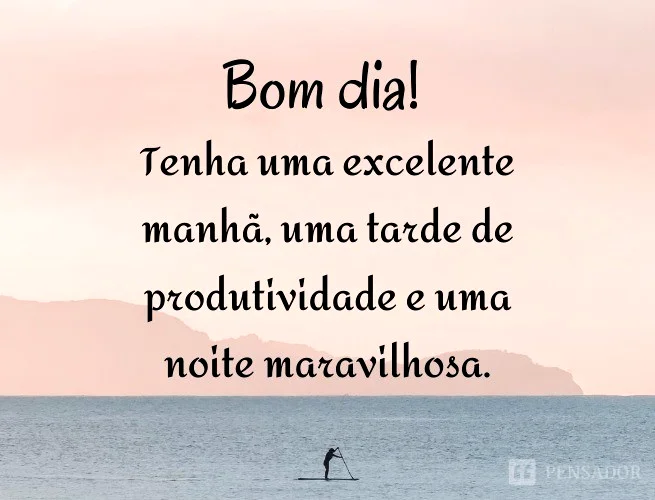 Bom dia!
Tenha uma excelente
manhã, uma tarde de
produtividade e uma
noite maravilhosa.
PENSADOR